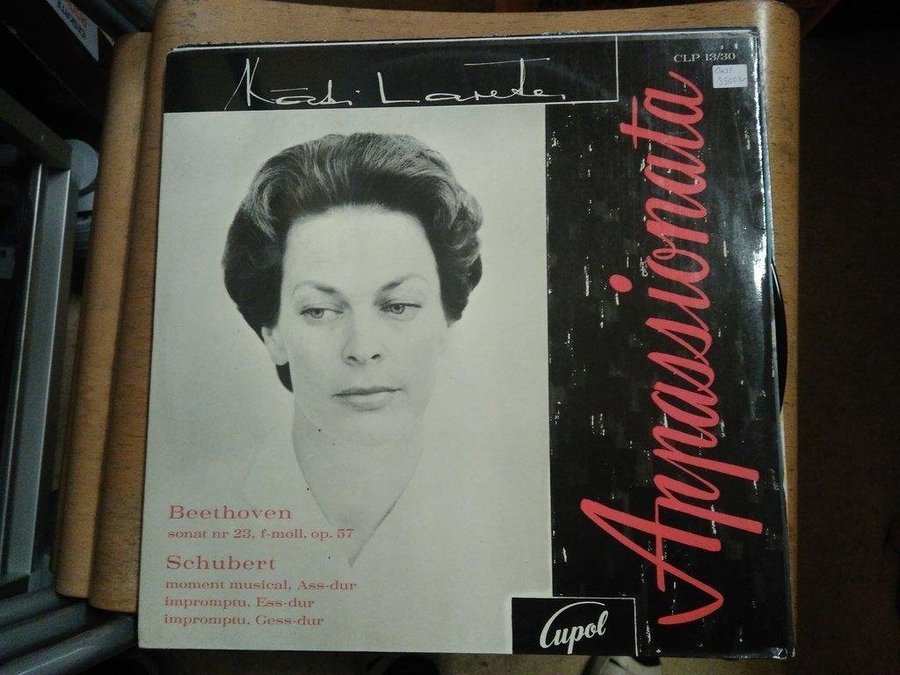 Käbi Laretei
CLP 13/30
Appassionata
Beethoven
sonat nr 23, f-moll, op. 57
Schubert
moment musical, Ass-dur
impromptu, Ess-dur
impromptu, Gess-dur
Cupol